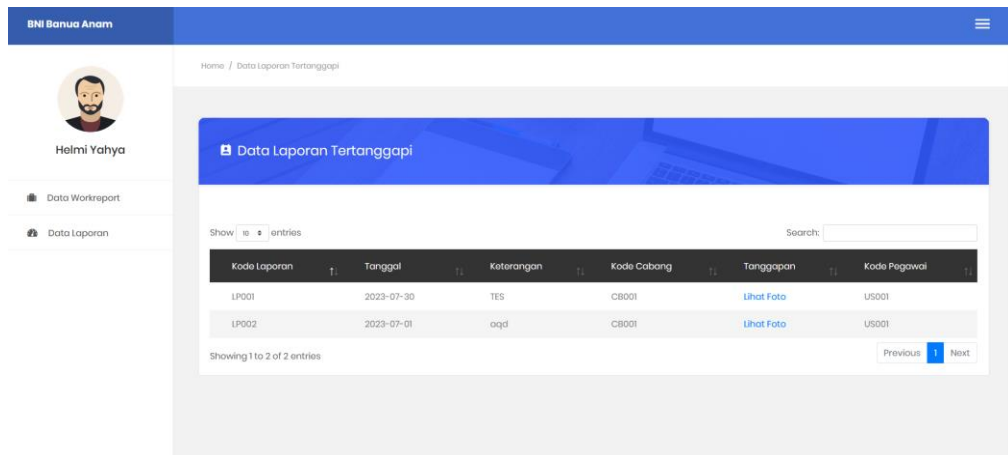 BNI Banua Anam
Home / Data Laporan Tertanggapi
Helmi Yahya
Data Laporan Tertanggapi
Data Workreport
Data Laporan
Show 10 entries
Search:
Kode Laporan Tanggal Keterangan Kode Cabang Tanggapan Kode Pegawai
LP001 2023-07-30 TES CB001 Lihat Foto US001
LP002 2023-07-01 aqd CB001 Lihat Foto US001
Showing 1 to 2 of 2 entries
Previous 1 Next